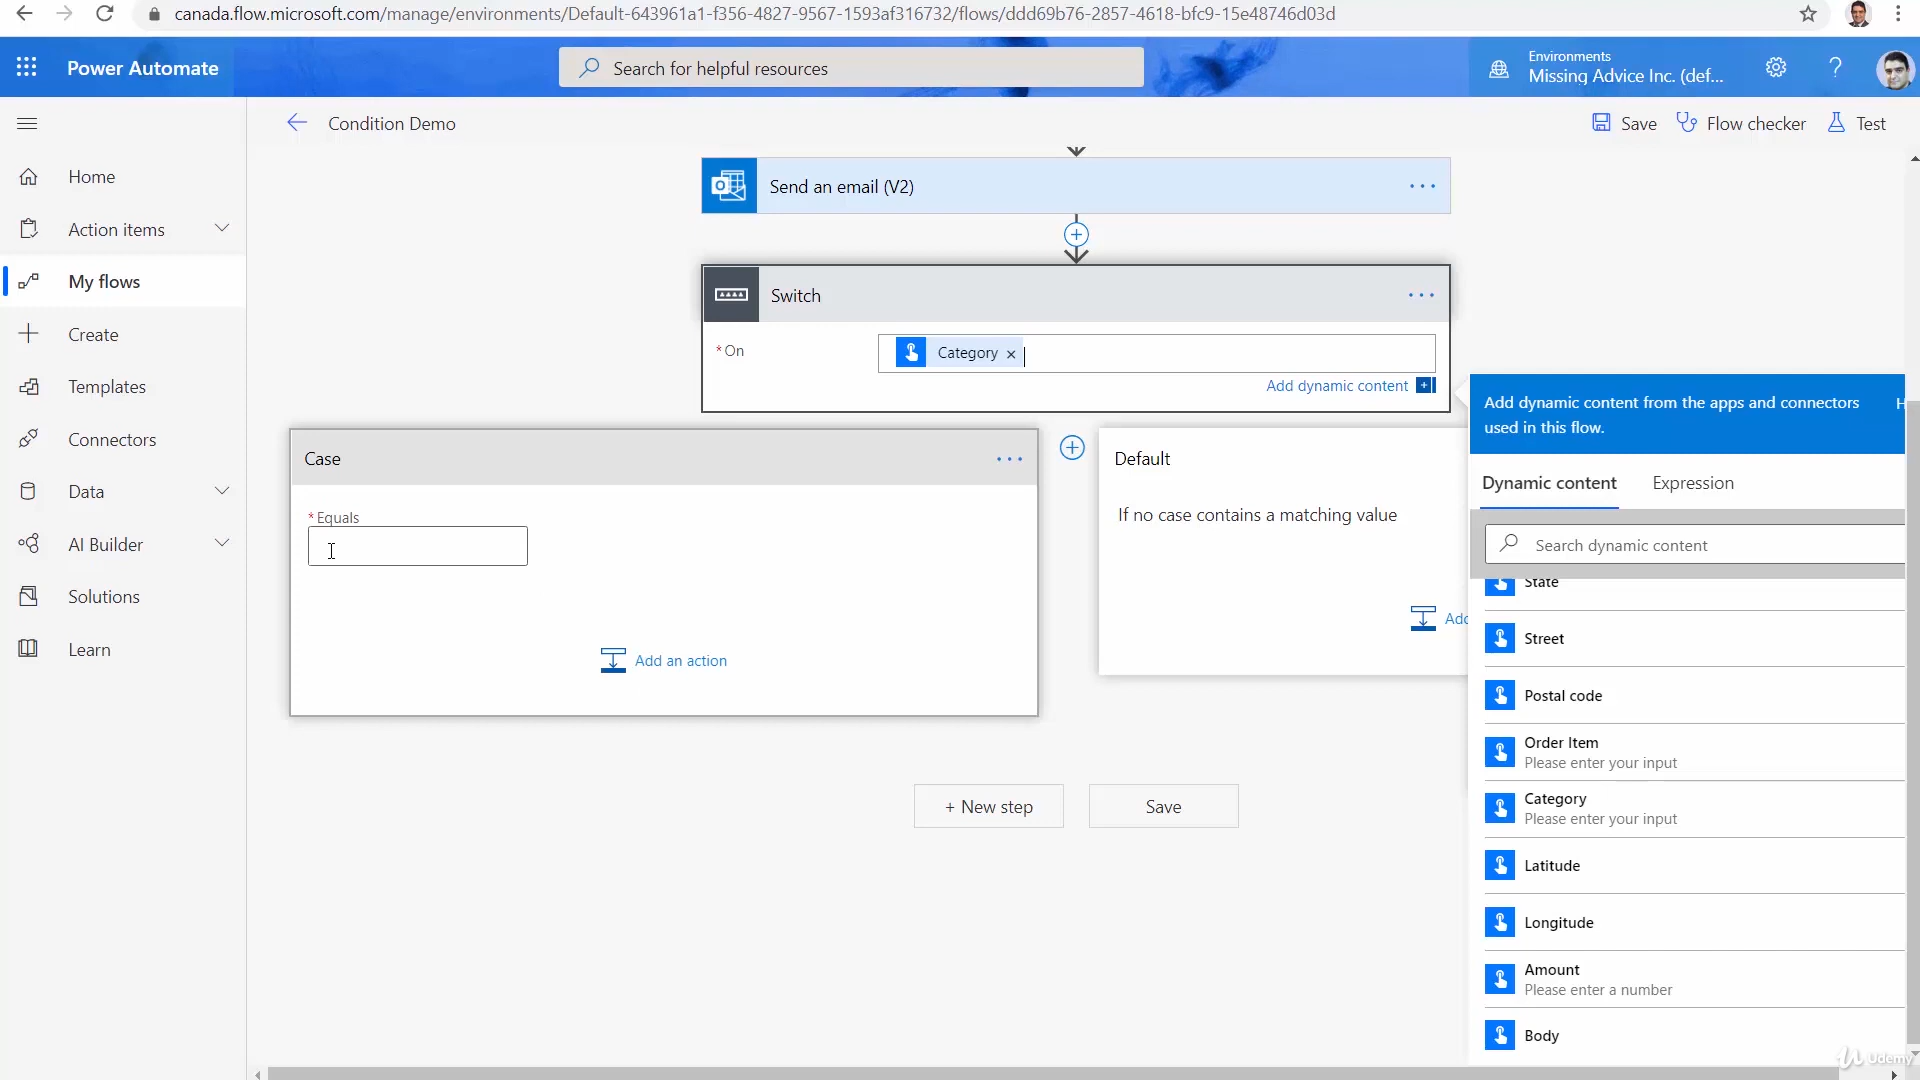 canada.flow.microsoft.com/manage/environments/Default-643961a1-f356-4827-9567-1593af316732/flows/ddd69b76-2857-4618-bfc9-15e48746d03d
Power Automate
Search for helpful resources
Environments
Missing Advice Inc. (def...
?
Condition Demo
Save
Flow checker
Test
Home
Action items
My flows
Create
Templates
Connectors
Data
AI Builder
Solutions
Learn
Send an email (V2)
Switch
* On
Category ×
Add dynamic content
Case
* Equals
Add an action
Default
If no case contains a matching value
Add
+ New step
Save
Add dynamic content from the apps and connectors
used in this flow.
H
Dynamic content
Expression
Search dynamic content
State
Street
Postal code
Order Item
Please enter your input
Category
Please enter your input
Latitude
Longitude
Amount
Please enter a number
Body
Udemy